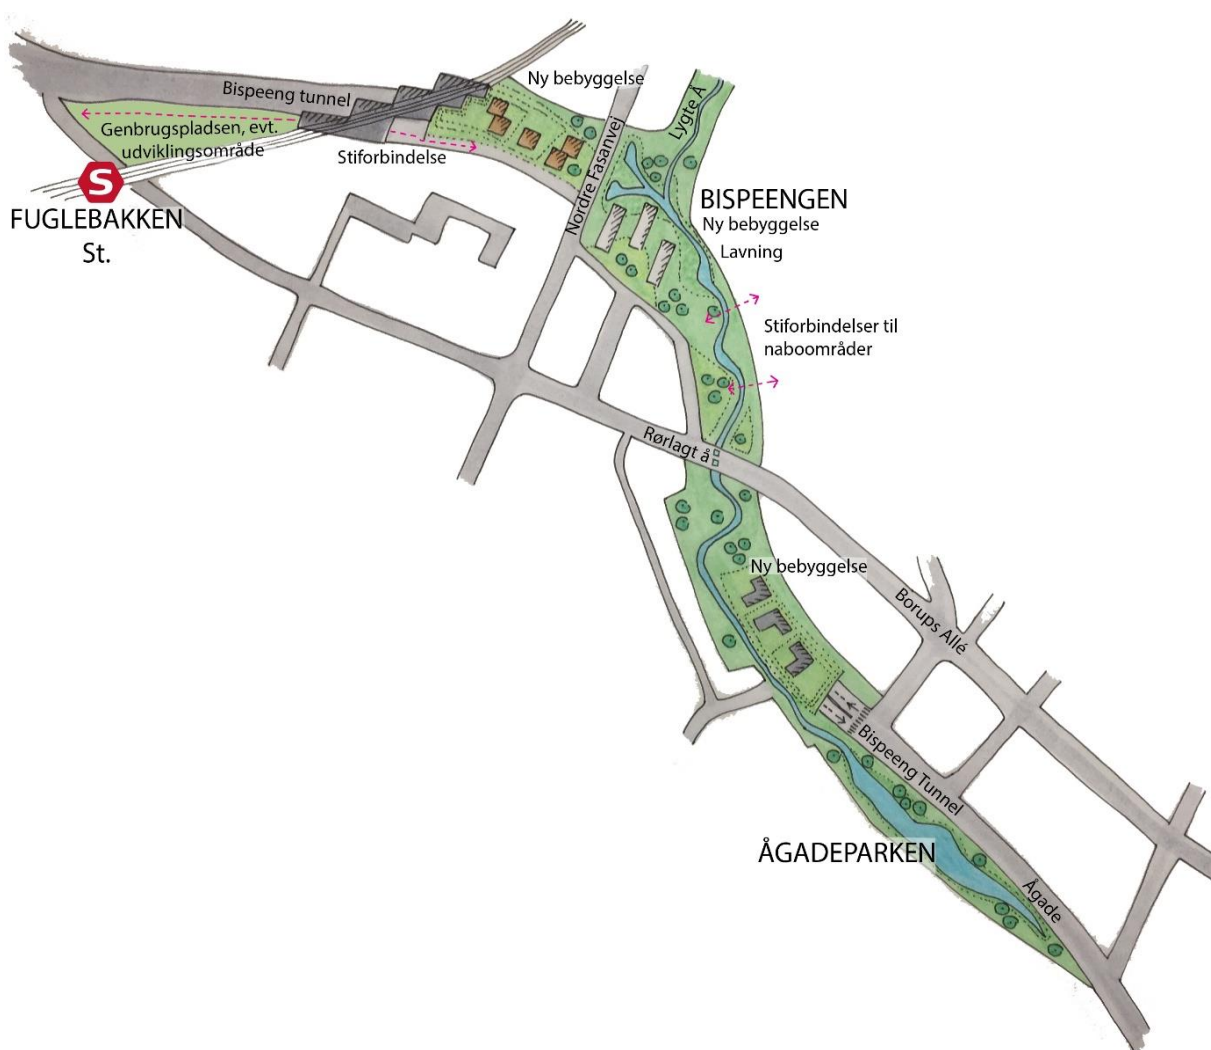 Ny bebyggelse
Bispeeng tunnel
Lygte Å
Genbrugspladsen, evt.
udviklingsområde
Stiforbindelse
Nordre Fasanvej
S
FUGLEBAKKEN
St.
BISPEENGEN
Ny bebyggelse
Lavning
Stiforbindelser til
naboområder
Rørlagt å
Ny bebyggelse
Borups Allé
Bispeeng Tunnel
ÅGADEPARKEN
Ågade